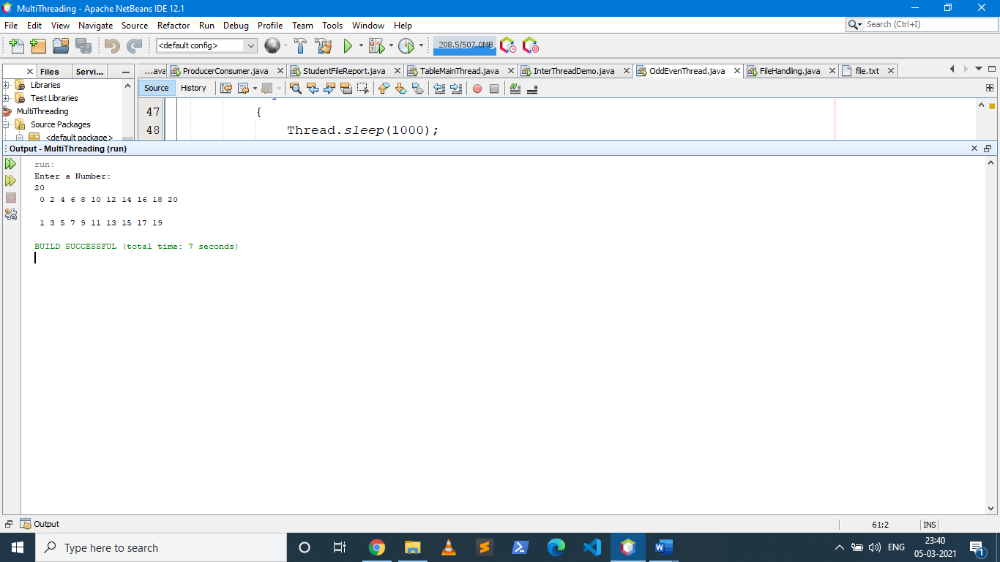 MultiThreading - Apache NetBeans IDE 12.1
File Edit View Navigate Source Refactor Run Debug Profile Team Tools Window Help
Search (Ctrl+I)
<default config>
208.5/507.0MB
Files
Servi...
...ava
ProducerConsumer.java
StudentFileReport.java
TableMainThread.java
InterThreadDemo.java
OddEvenThread.java
FileHandling.java
file.txt
Libraries
Test Libraries
MultiThreading
Source Packages
<default package>
Source History
47 {
48 Thread.sleep(1000);
Output - MultiThreading (run)
run:
Enter a Number:
20
0 2 4 6 8 10 12 14 16 18 20
1 3 5 7 9 11 13 15 17 19
BUILD SUCCESSFUL (total time: 7 seconds)
Output
61:2 INS
Type here to search
ENG
23:40
05-03-2021
1